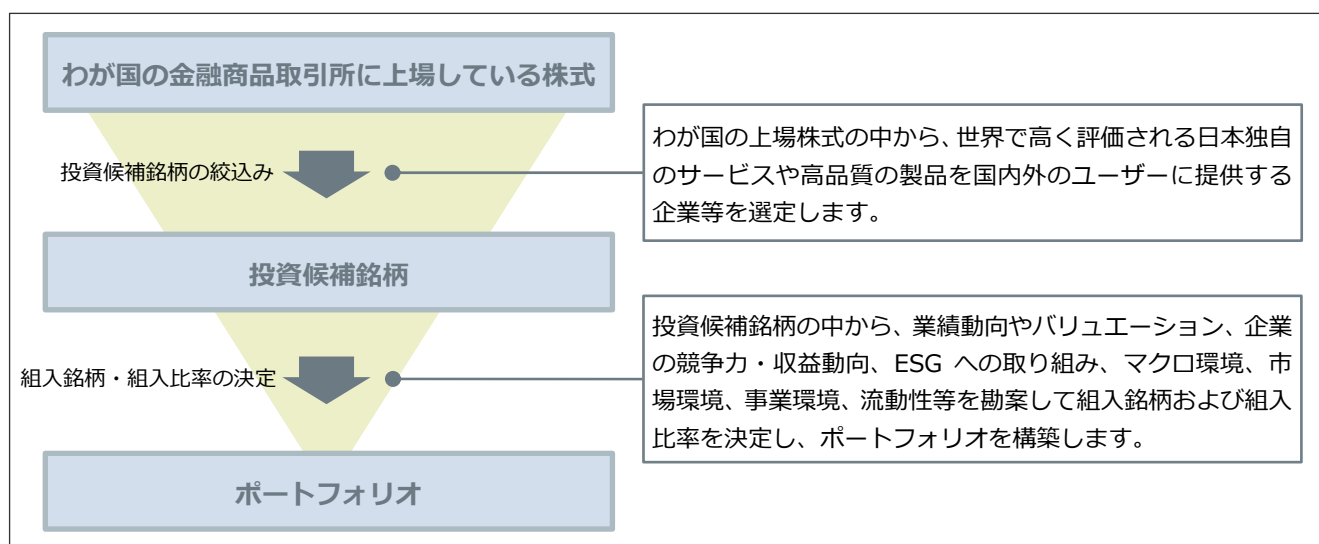 わが国の金融商品取引所に上場している株式
投資候補銘柄の絞込み
わが国の上場株式の中から、世界で高く評価される日本独自
のサービスや高品質の製品を国内外のユーザーに提供する
企業等を選定します。
投資候補銘柄
組入銘柄・組入比率の決定
投資候補銘柄の中から、業績動向やバリュエーション、企業
の競争力・収益動向、ESG への取り組み、マクロ環境、市
場環境、事業環境、流動性等を勘案して組入銘柄および組入
比率を決定し、ポートフォリオを構築します。
ポートフォリオ